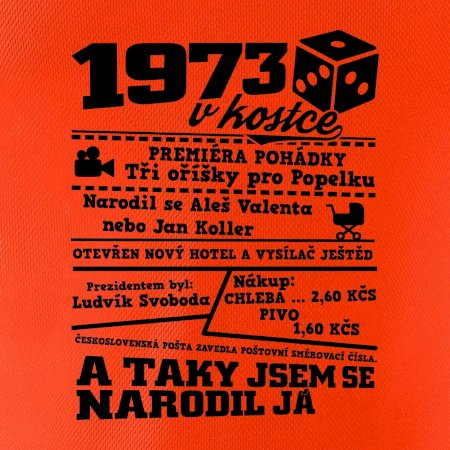 1973
v kostce
PREMIÉRA POHÁDKY
Tři oříšky pro Popelku
Narodil se Aleš Valenta
nebo Jan Koller
OTEVŘEN NOVÝ HOTEL A VYSÍLAČ JEŠTĚD
Prezidentem byl:
Ludvík Svoboda
Nákup:
CHLEBA ... 2,60 KČS
PIVO
1,60 KČS
ČESKOSLOVENSKÁ POŠTA ZAVEDLA POŠTOVNÍ SMĚROVACÍ ČÍSLA.
A TAKY JSEM SE
NARODIL JÁ